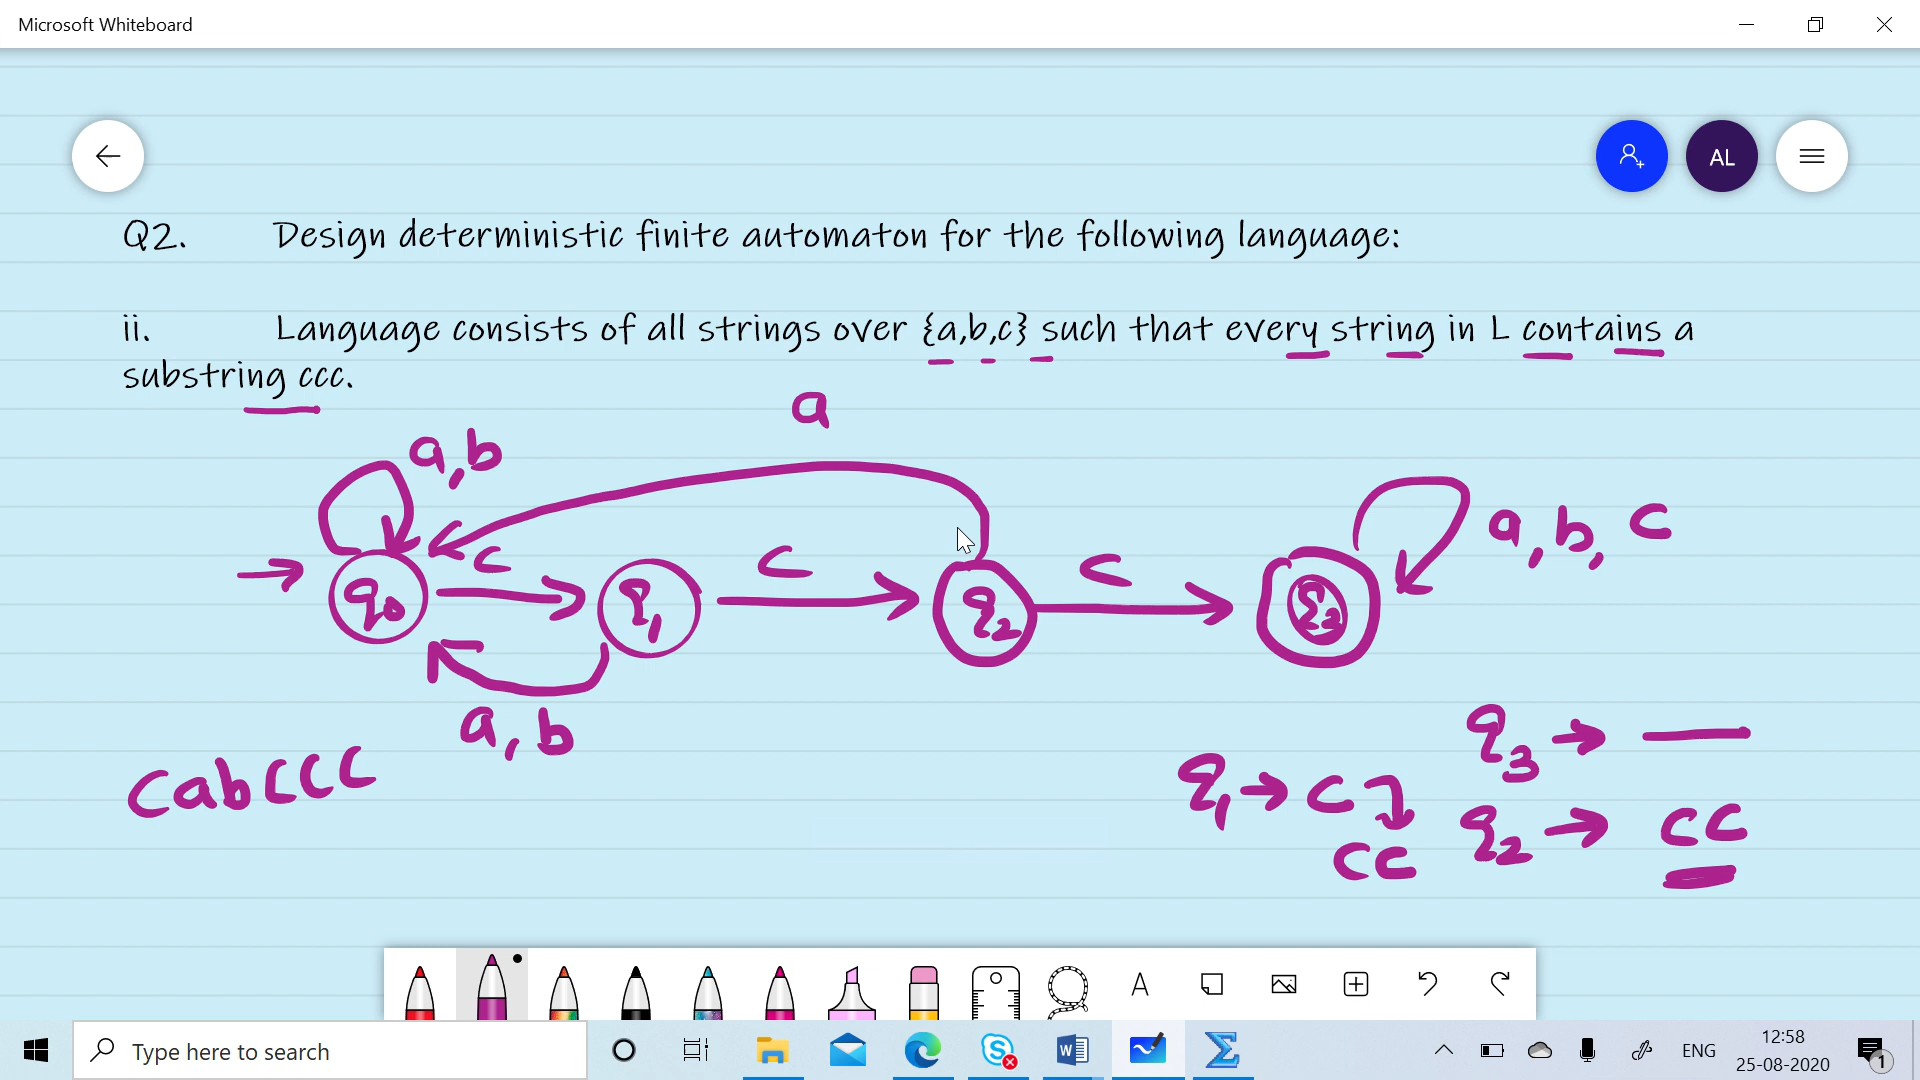 Microsoft Whiteboard
AL
Q2. Design deterministic finite automaton for the following language:
ii. Language consists of all strings over {a,b,c} such that every string in L contains a
substring ccc.
a
a,b
a, b, c
c
c
c
q0
q1
q2
q3
a, b
cabccc
q3 →
q1 → c
q2 → cc
cc
A
Type here to search
ENG
12:58
25-08-2020
1